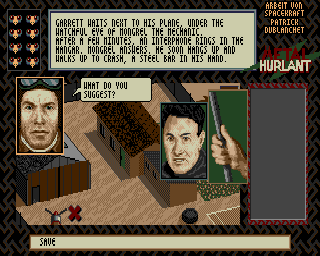 GARRETT WAITS NEXT TO HIS PLANE, UNDER THE
WATCHFUL EYE OF MONGREL THE MECHANIC.
AFTER A FEW MINUTES, AN INTERPHONE RINGS IN THE
HANGAR. MONGREL ANSWERS. HE SOON HANGS UP AND
WALKS UP TO CRASH, A STEEL BAR IN HIS HAND.
ARBEIT VON
SPACEKRAFT
PATRICK
DUBLANCHET
METAL
HURLANT
WHAT DO YOU
SUGGEST?
SAVE